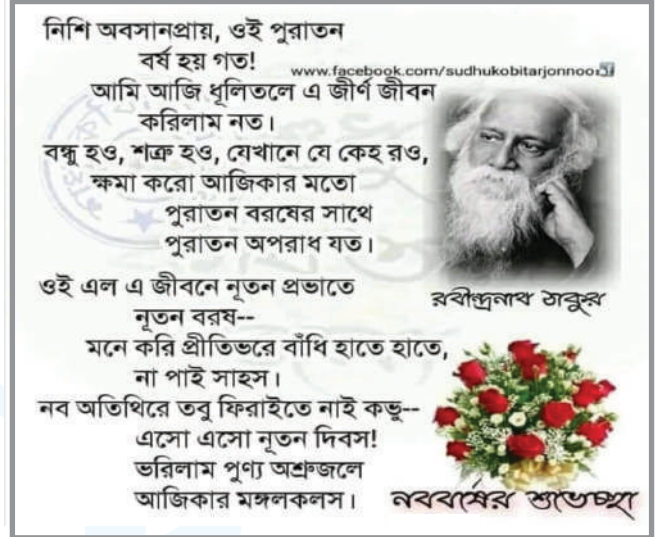 নিশি অবসানপ্রায়, ওই পুরাতন
বর্ষ হয় গত!
www.facebook.com/sudhukobitarjonnoo
আমি আজি ধূলিতলে এ জীর্ণ জীবন
করিলাম নত।
বন্ধু হও, শত্রু হও, যেখানে যে কেহ রও,
ক্ষমা করো আজিকার মতো
পুরাতন বরষের সাথে
পুরাতন অপরাধ যত।
ওই এল এ জীবনে নূতন প্রভাতে
নূতন বরষ--
মনে করি প্রীতিভরে বাঁধি হাতে হাতে,
না পাই সাহস।
নব অতিথিরে তবু ফিরাইতে নাই কভু--
এসো এসো নূতন দিবস!
ভরিলাম পুণ্য অশ্রুজলে
আজিকার মঙ্গলকলস।
রবীন্দ্রনাথ ঠাকুর
নববর্ষের শুভেচ্ছা